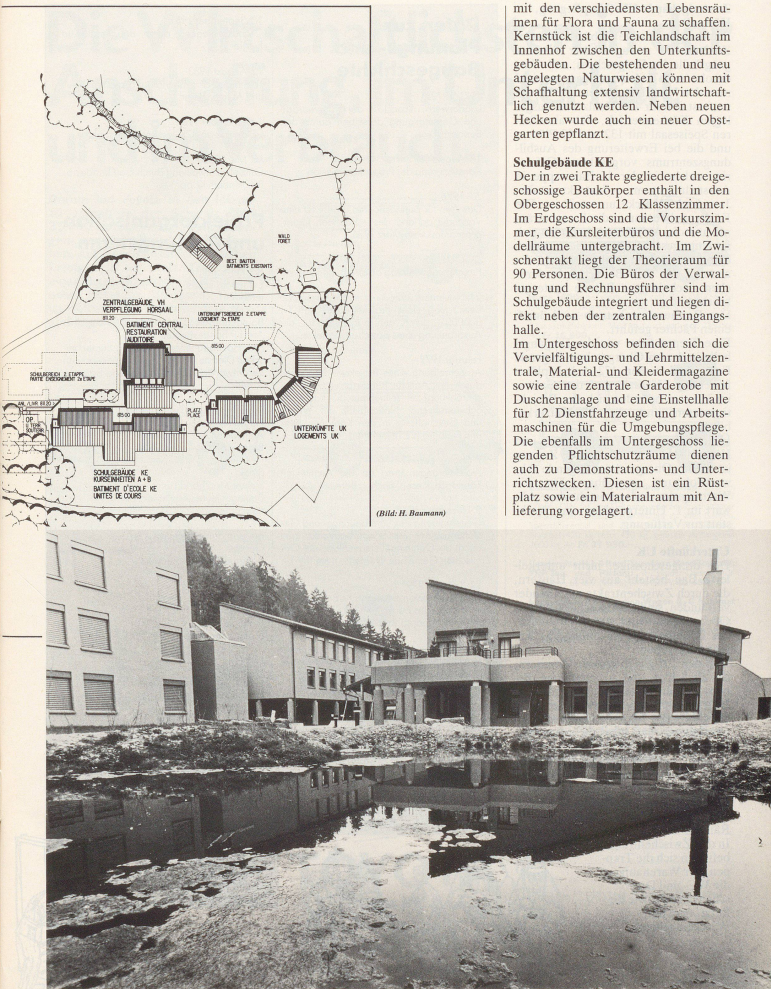 WALD
FORET
BEST BAUTEN
BATIMENTS EXISTANTS
ZENTRALGEBÄUDE VH
VERPFLEGUNG HÖRSAAL
811.20
BATIMENT CENTRAL
RESTAURATION
AUDITOIRE
UNTERKUNFTSBEREICH 2.ETAPPE
LOGEMENT 2e ETAPE
815.00
SCHULBEREICH 2.ETAPPE
PARTIE ENSEIGNEMENT 2e ETAPE
815.00
PLATZ
PLACE
UNTERKÜNFTE UK
LOGEMENTS UK
SCHULGEBÄUDE KE
KURSEINHEITEN A + B
BATIMENT D'ECOLE KE
UNITES DE COURS
(Bild: H. Baumann)
mit den verschiedensten Lebensräu-
men für Flora und Fauna zu schaffen.
Kernstück ist die Teichlandschaft im
Innenhof zwischen den Unterkunfts-
gebäuden. Die bestehenden und neu
angelegten Naturwiesen können mit
Schafhaltung extensiv landwirtschaft-
lich genutzt werden. Neben neuen
Hecken wurde auch ein neuer Obst-
garten gepflanzt.
Schulgebäude KE
Der in zwei Trakte gegliederte dreige-
schossige Baukörper enthält in den
Obergeschossen 12 Klassenzimmer.
Im Erdgeschoss sind die Vorkurszim-
mer, die Kursleiterbüros und die Mo-
dellräume untergebracht. Im Zwi-
schentrakt liegt der Theorieraum für
90 Personen. Die Büros der Verwal-
tung und Rechnungsführer sind im
Schulgebäude integriert und liegen di-
rekt neben der zentralen Eingangs-
halle.
Im Untergeschoss befinden sich die
Vervielfältigungs- und Lehrmittelzen-
trale, Material- und Kleidermagazine
sowie eine zentrale Garderobe mit
Duschenanlage und eine Einstellhalle
für 12 Dienstfahrzeuge und Arbeits-
maschinen für die Umgebungspflege.
Die ebenfalls im Untergeschoss lie-
genden Pflichtschutzräume dienen
auch zu Demonstrations- und Unter-
richtszwecken. Diesen ist ein Rüst-
platz sowie ein Materialraum mit An-
lieferung vorgelagert.